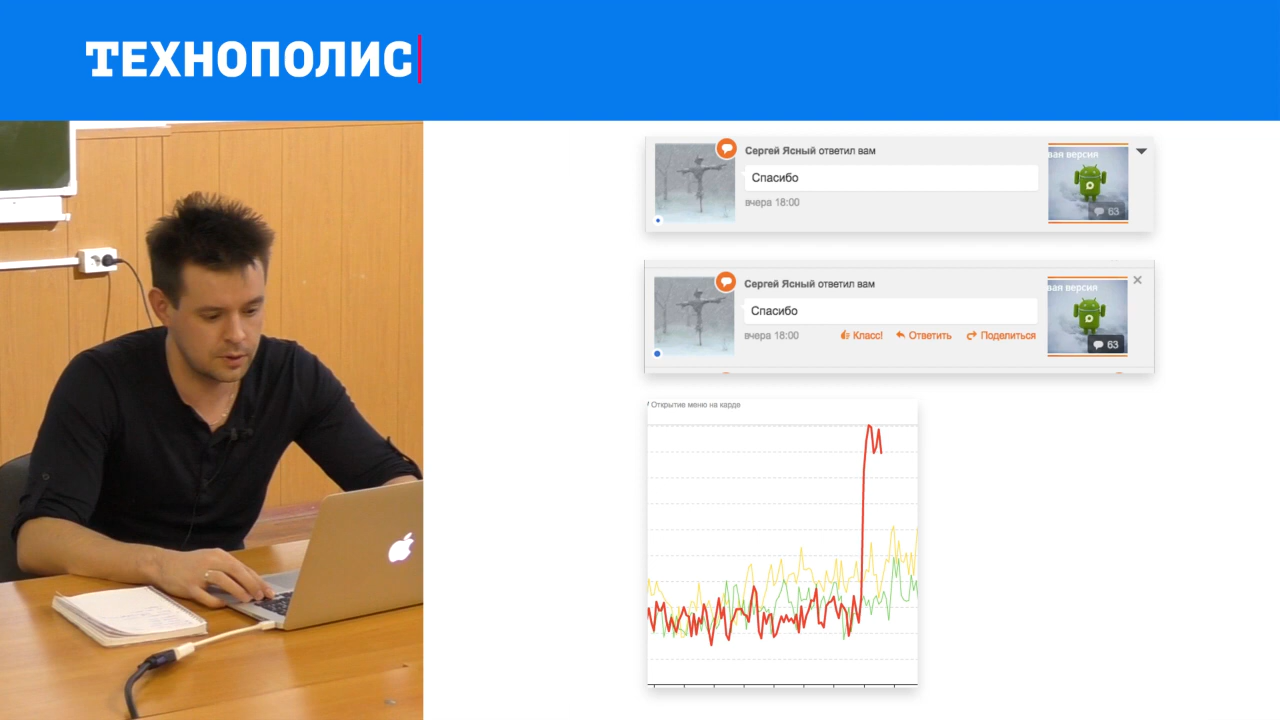 ТЕХНОПОЛИС
Сергей Ясный ответил вам
Спасибо
вчера 18:00
вая версия
63
Сергей Ясный ответил вам
Спасибо
вчера 18:00
Класс!
Ответить
Поделиться
вая версия
63
/ Открытие меню на карде